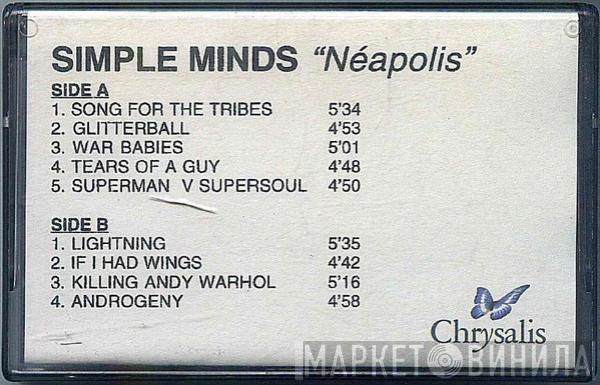 SIMPLE MINDS “Néapolis”
SIDE A
1. SONG FOR THE TRIBES 5’34
2. GLITTERBALL 4’53
3. WAR BABIES 5’01
4. TEARS OF A GUY 4’48
5. SUPERMAN V SUPERSOUL 4’50
SIDE B
1. LIGHTNING 5’35
2. IF I HAD WINGS 4’42
3. KILLING ANDY WARHOL 5’16
4. ANDROGENY 4’58
Chrysalis
МАРКЕТ ВИНИЛА